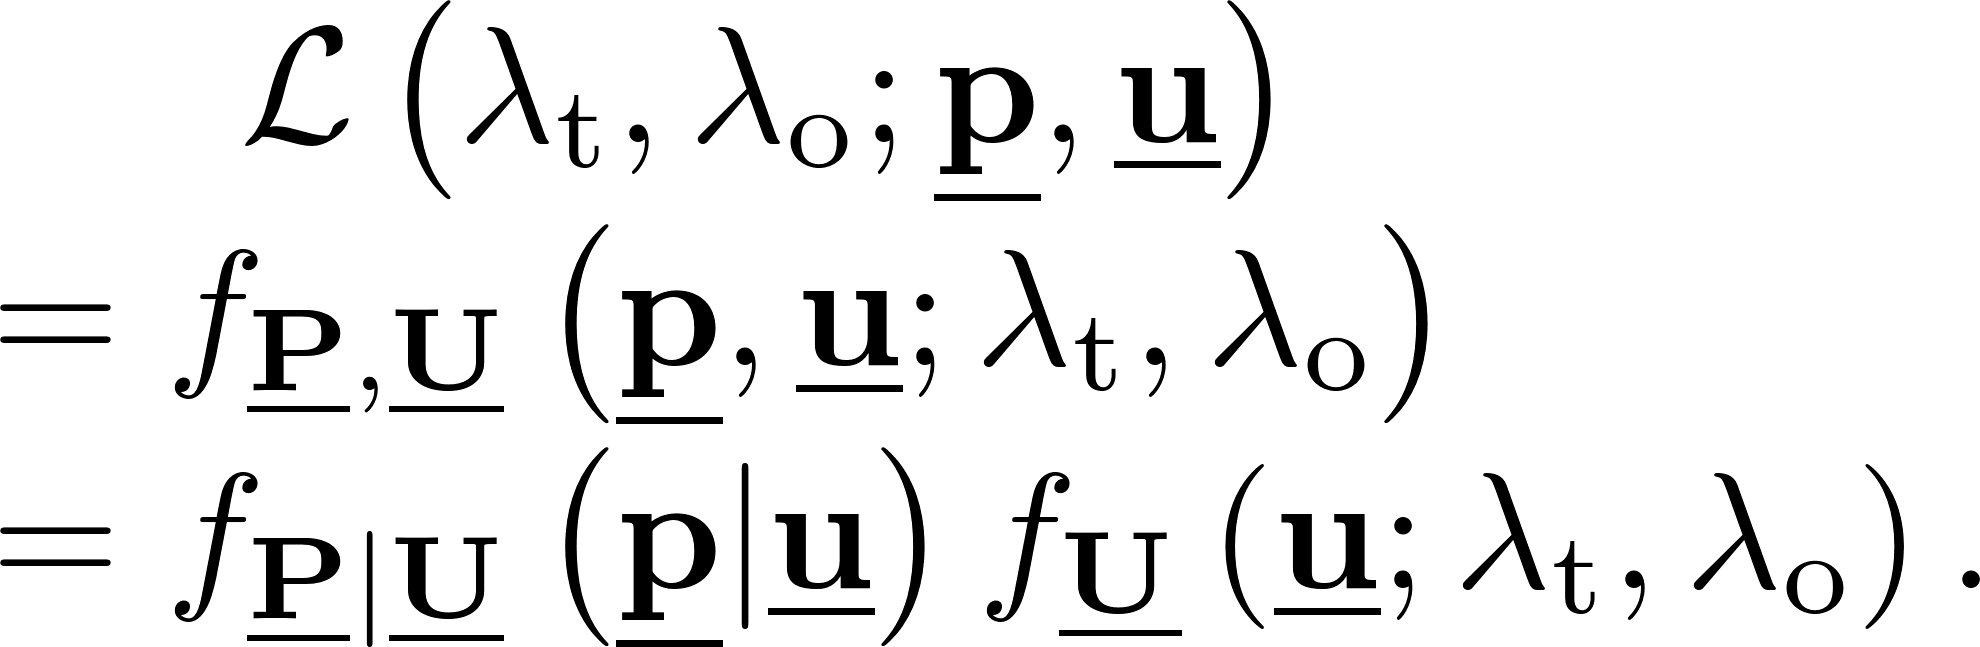 \mathcal{L}\left(\lambda_{\mathrm{t}}, \lambda_{\mathrm{o}}; \underline{\mathbf{p}}, \underline{\mathbf{u}}\right)
= f_{\underline{\mathbf{P}}, \underline{\mathbf{U}}}\left(\underline{\mathbf{p}}, \underline{\mathbf{u}}; \lambda_{\mathrm{t}}, \lambda_{\mathrm{o}}\right)
= f_{\underline{\mathbf{P}}|\underline{\mathbf{U}}}\left(\underline{\mathbf{p}}|\underline{\mathbf{u}}\right) f_{\underline{\mathbf{U}}}\left(\underline{\mathbf{u}}; \lambda_{\mathrm{t}}, \lambda_{\mathrm{o}}\right).